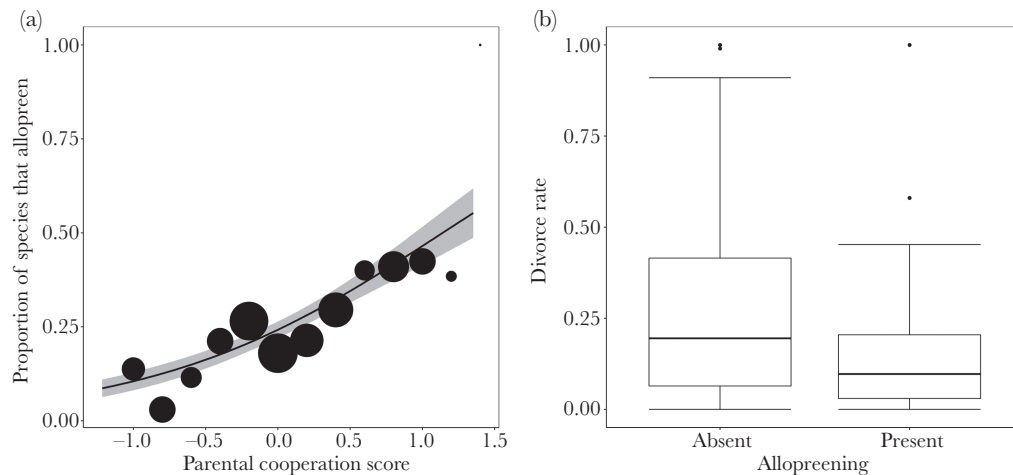 (a)
1.00
0.75
0.50
0.25
0.00
Proportion of species that allopreen
–1.0
–0.5
0.0
0.5
1.0
1.5
Parental cooperation score
(b)
1.00
0.75
0.50
0.25
0.00
Divorce rate
Absent
Present
Allopreening